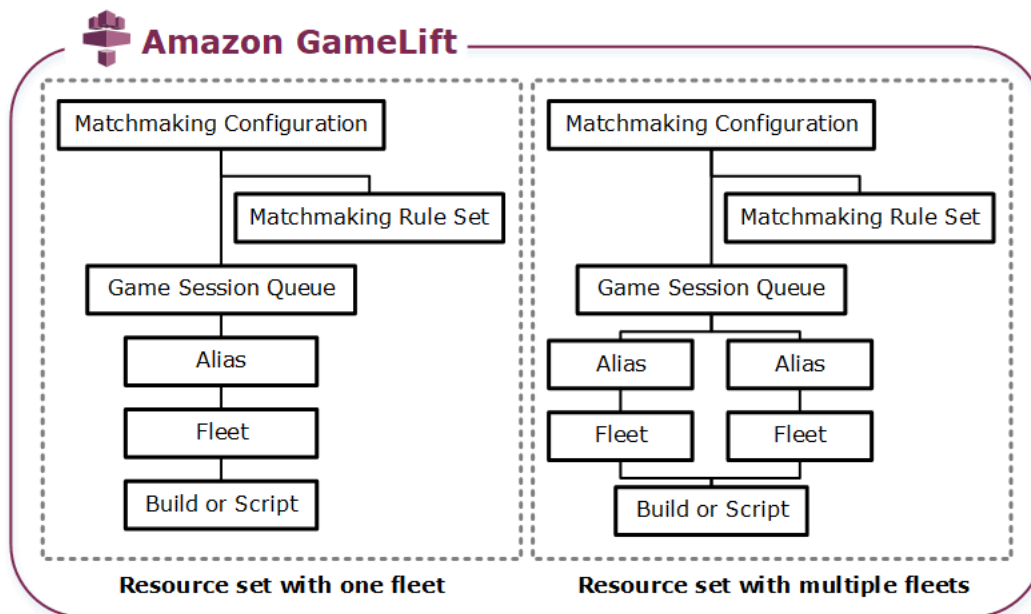 Amazon GameLift
Matchmaking Configuration
Matchmaking Rule Set
Game Session Queue
Alias
Fleet
Build or Script
Resource set with one fleet
Matchmaking Configuration
Matchmaking Rule Set
Game Session Queue
Alias
Alias
Fleet
Fleet
Build or Script
Resource set with multiple fleets